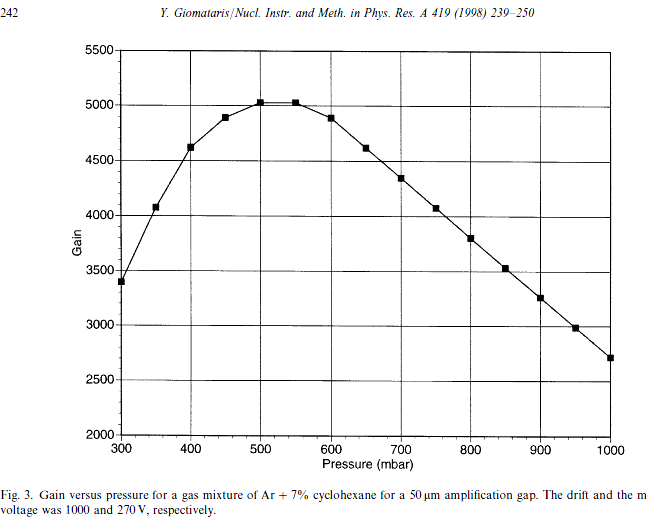 242
Y. Giomataris/Nucl. Instr. and Meth. in Phys. Res. A 419 (1998) 239–250
5500
5000
4500
4000
Gain
3500
3000
2500
2000
300 400 500 600 700 800 900 1000
Pressure (mbar)
Fig. 3. Gain versus pressure for a gas mixture of Ar + 7% cyclohexane for a 50 μm amplification gap. The drift and the m
voltage was 1000 and 270 V, respectively.